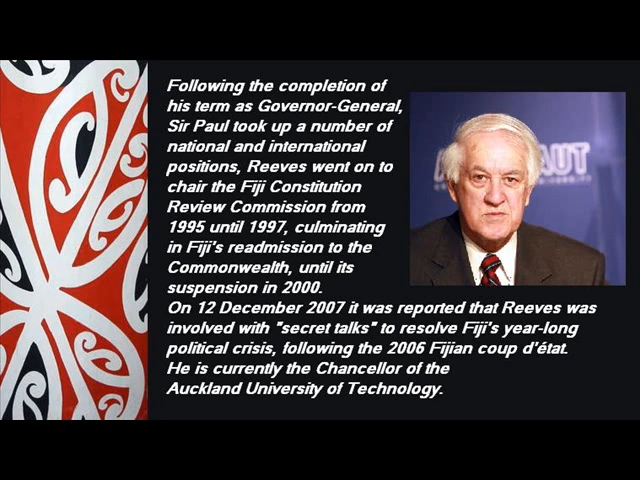 Following the completion of
his term as Governor-General,
Sir Paul took up a number of
national and international
positions, Reeves went on to
chair the Fiji Constitution
Review Commission from
1995 until 1997, culminating
in Fiji's readmission to the
Commonwealth, until its
suspension in 2000.
On 12 December 2007 it was reported that Reeves was
involved with "secret talks" to resolve Fiji's year-long
political crisis, following the 2006 Fijian coup d'état.
He is currently the Chancellor of the
Auckland University of Technology.